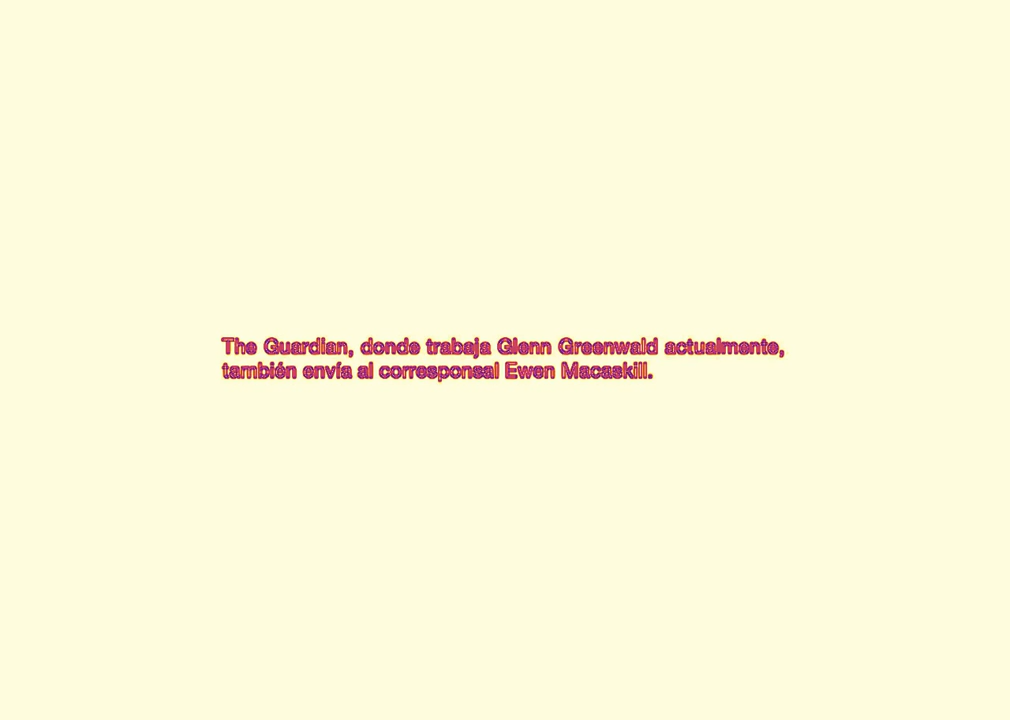 The Guardian, donde trabaja Glenn Greenwald actualmente,
también envía al corresponsal Ewen Macaskill.